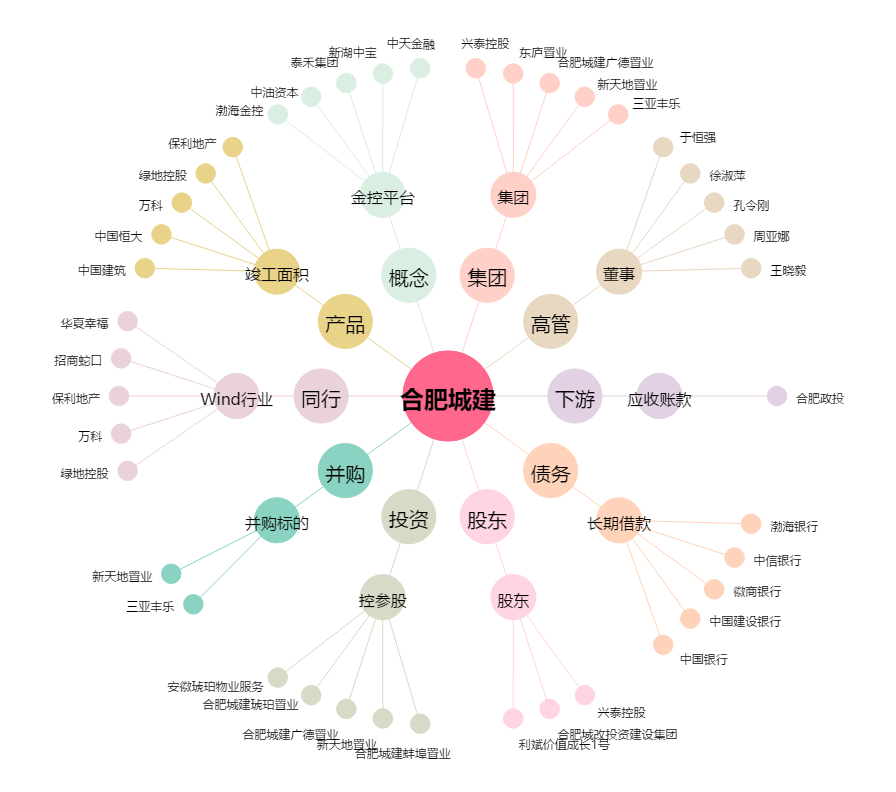 中天金融
兴泰控股
新湖中宝
东庐置业
泰禾集团
合肥城建广德置业
中油资本
新天地置业
渤海金控
三亚丰乐
保利地产
于恒强
绿地控股
徐淑萍
万科
金控平台
集团
孔令刚
中国恒大
周亚娜
中国建筑
竣工面积
概念
集团
董事
王晓毅
华夏幸福
产品
高管
招商蛇口
保利地产
Wind行业
同行
合肥城建
下游
应收账款
合肥政投
万科
绿地控股
并购
债务
并购标的
投资
股东
长期借款
渤海银行
中信银行
新天地置业
徽商银行
三亚丰乐
控参股
股东
中国建设银行
中国银行
安徽琥珀物业服务
合肥城建琥珀置业
兴泰控股
合肥城建广德置业
合肥城改投资建设集团
新天地置业
利斌价值成长1号
合肥城建蚌埠置业